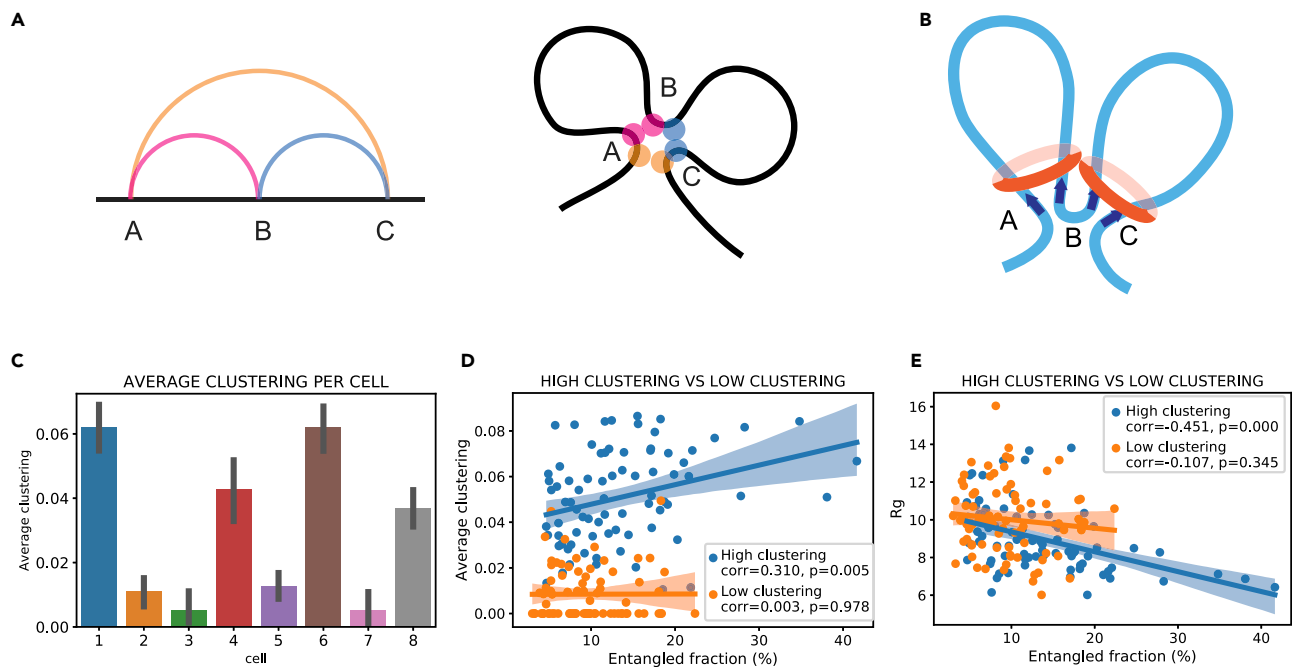 A
A
B
C
B
A
C
B
A
B
C
C
AVERAGE CLUSTERING PER CELL
Average clustering
0.06
0.04
0.02
0.00
1 2 3 4 5 6 7 8
cell
D
HIGH CLUSTERING VS LOW CLUSTERING
Average clustering
0.08
0.06
0.04
0.02
0.00
High clustering
corr=0.310, p=0.005
Low clustering
corr=0.003, p=0.978
10 20 30 40
Entangled fraction (%)
E
HIGH CLUSTERING VS LOW CLUSTERING
Rg
16
14
12
10
8
6
High clustering
corr=-0.451, p=0.000
Low clustering
corr=-0.107, p=0.345
10 20 30 40
Entangled fraction (%)